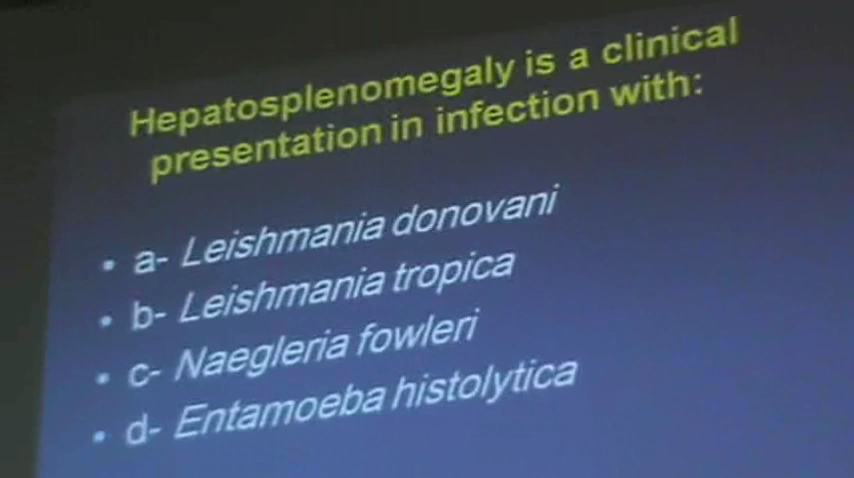 Hepatosplenomegaly is a clinical
presentation in infection with:
• a- Leishmania donovani
• b- Leishmania tropica
• c- Naegleria fowleri
• d- Entamoeba histolytica